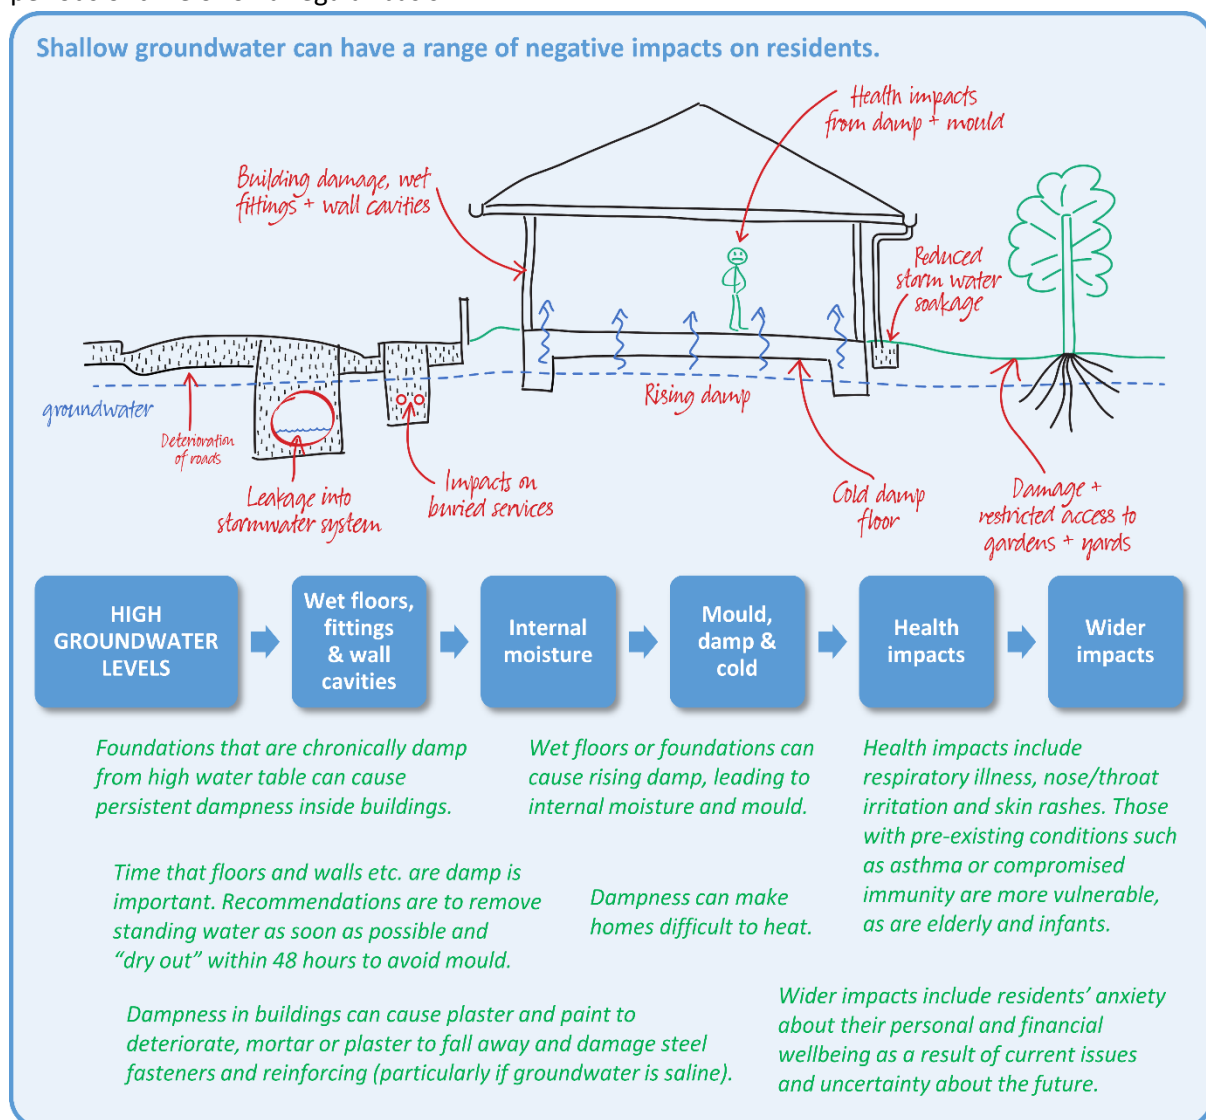 Shallow groundwater can have a range of negative impacts on residents.
Health impacts
from damp + mould
Building damage, wet
fittings + wall cavities
Reduced
storm water
soakage
groundwater
Rising damp
Deterioration
of roads
Leakage into
stormwater system
Impacts on
buried services
Cold damp
floor
Damage +
restricted access to
gardens + yards
HIGH
GROUNDWATER
LEVELS
Wet floors,
fittings
& wall
cavities
Internal
moisture
Mould,
damp &
cold
Health
impacts
Wider
impacts
Foundations that are chronically damp
from high water table can cause
persistent dampness inside buildings.
Wet floors or foundations can
cause rising damp, leading to
internal moisture and mould.
Health impacts include
respiratory illness, nose/throat
irritation and skin rashes. Those
with pre-existing conditions such
as asthma or compromised
immunity are more vulnerable,
as are elderly and infants.
Time that floors and walls etc. are damp is
important. Recommendations are to remove
standing water as soon as possible and
“dry out” within 48 hours to avoid mould.
Dampness can make
homes difficult to heat.
Dampness in buildings can cause plaster and paint to
deteriorate, mortar or plaster to fall away and damage steel
fasteners and reinforcing (particularly if groundwater is saline).
Wider impacts include residents’ anxiety
about their personal and financial
wellbeing as a result of current issues
and uncertainty about the future.